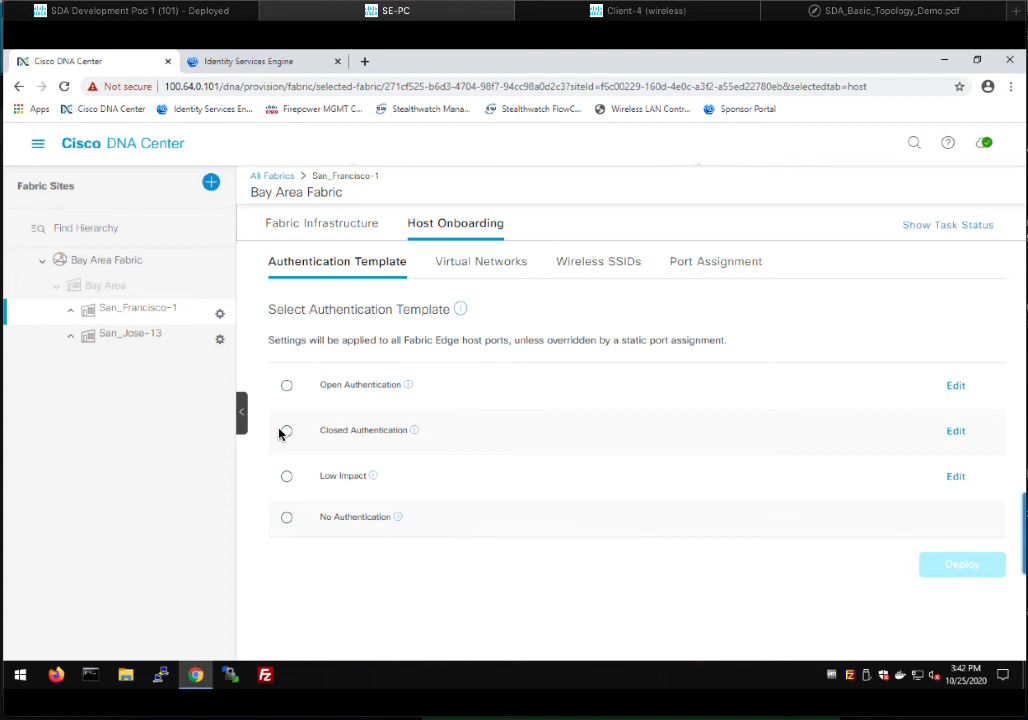 SDA Development Pod 1 (101) - Deployed
SE-PC
Client-4 (wireless)
SDA_Basic_Topology_Demo.pdf
Cisco DNA Center
Identity Services Engine
Not secure
100.64.0.101/dna/provision/fabric/selected-fabric/271cf525-b6d3-4704-98f7-94cc98a0d2c3?siteId=f6c00229-160d-4e0c-a3f2-a55ed22780eb&selectedtab=host
Apps
Cisco DNA Center
Identity Services En...
Firepower MGMT C...
Stealthwatch Mana...
Stealthwatch FlowC...
Wireless LAN Contr...
Sponsor Portal
Cisco DNA Center
Fabric Sites
All Fabrics > San_Francisco-1
Bay Area Fabric
Find Hierarchy
Fabric Infrastructure
Host Onboarding
Show Task Status
Bay Area Fabric
Bay Area
San_Francisco-1
San_Jose-13
Authentication Template
Virtual Networks
Wireless SSIDs
Port Assignment
Select Authentication Template
Settings will be applied to all Fabric Edge host ports, unless overridden by a static port assignment.
Open Authentication
Edit
Closed Authentication
Edit
Low Impact
Edit
No Authentication
Deploy
3:42 PM
10/25/2020